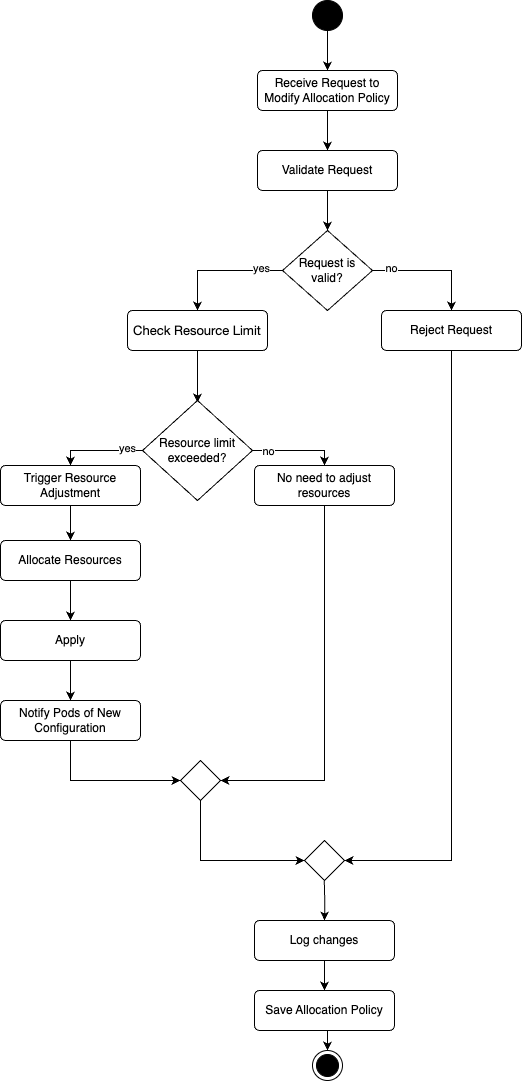 Receive Request to
Modify Allocation Policy
Validate Request
Request is
valid?
yes
no
Check Resource Limit
Reject Request
Resource limit
exceeded?
yes
no
Trigger Resource
Adjustment
No need to adjust
resources
Allocate Resources
Apply
Notify Pods of New
Configuration
Log changes
Save Allocation Policy